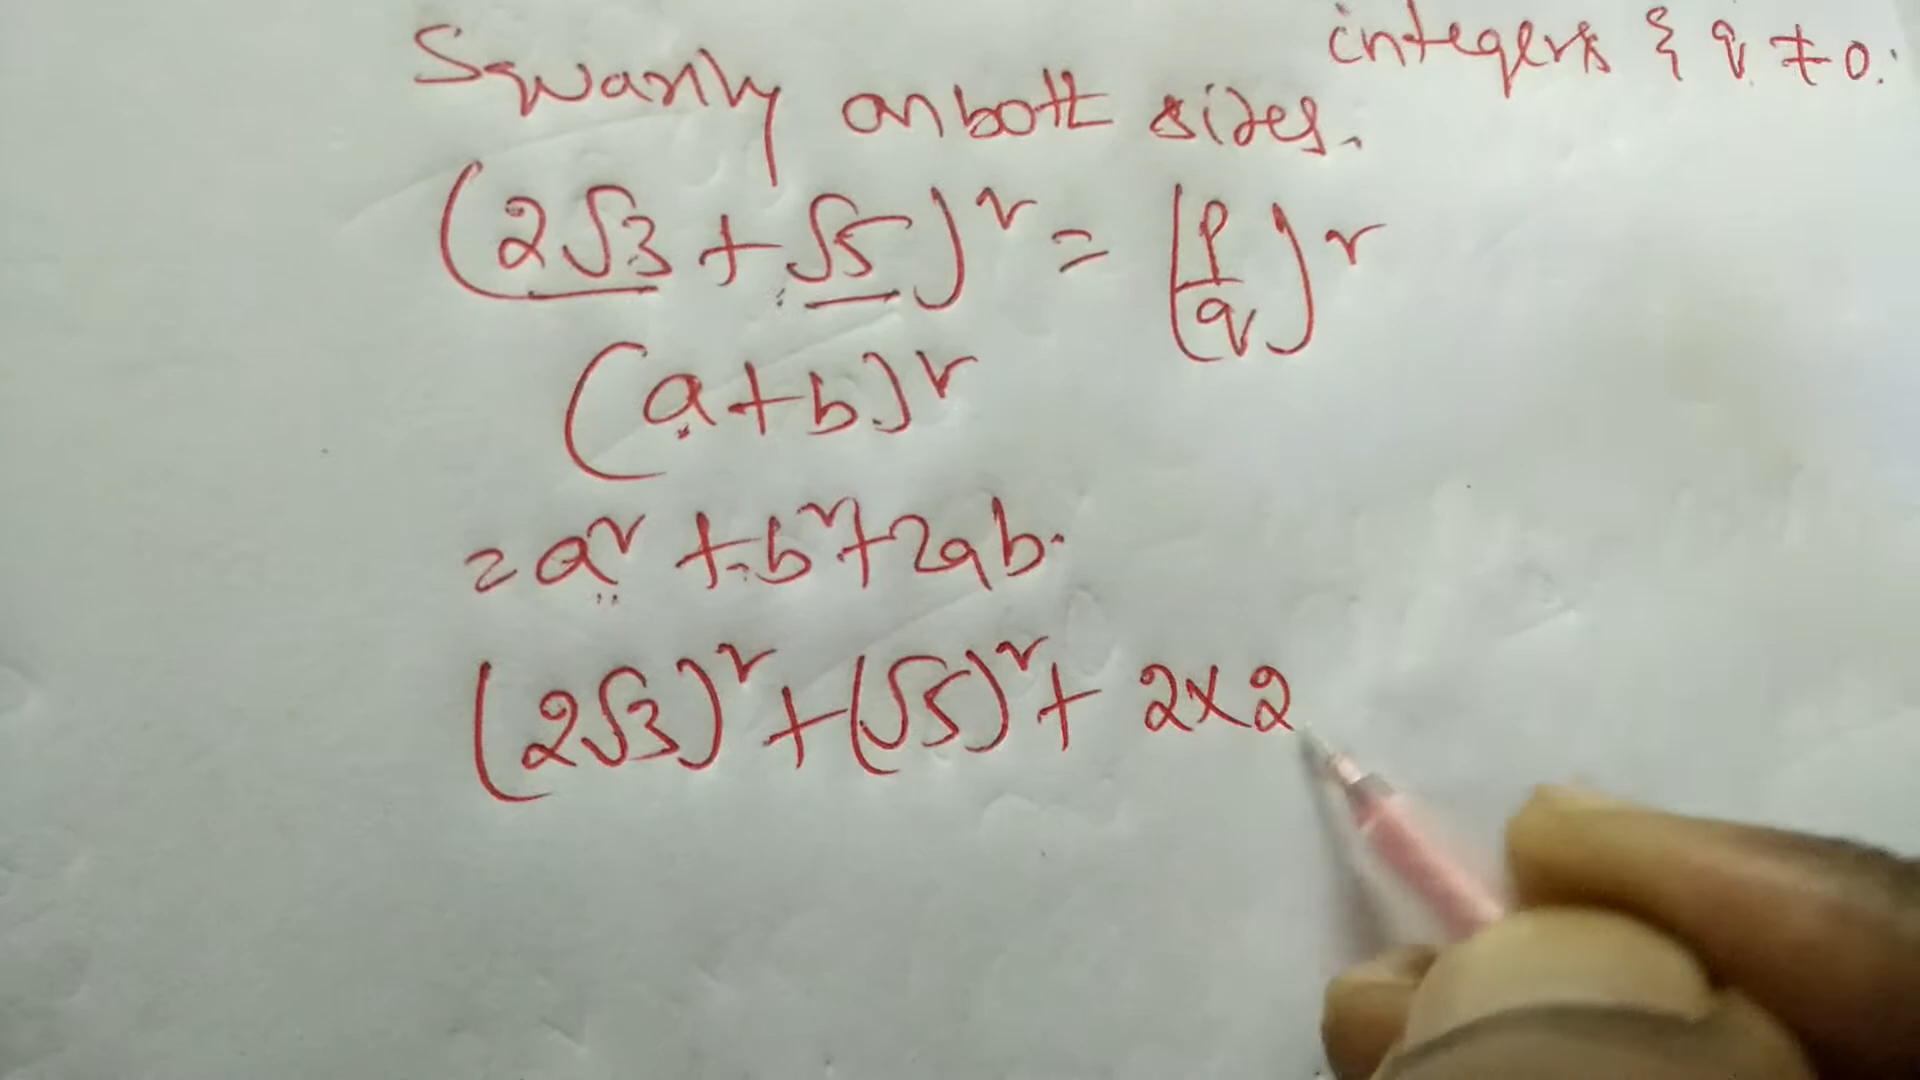 integers & q ≠ 0.
Squaring on both sides.
(2√3 + √5)² = (p/q)²
(a+b)²
= a² + b² + 2ab.
(2√3)² + (√5)² + 2×2